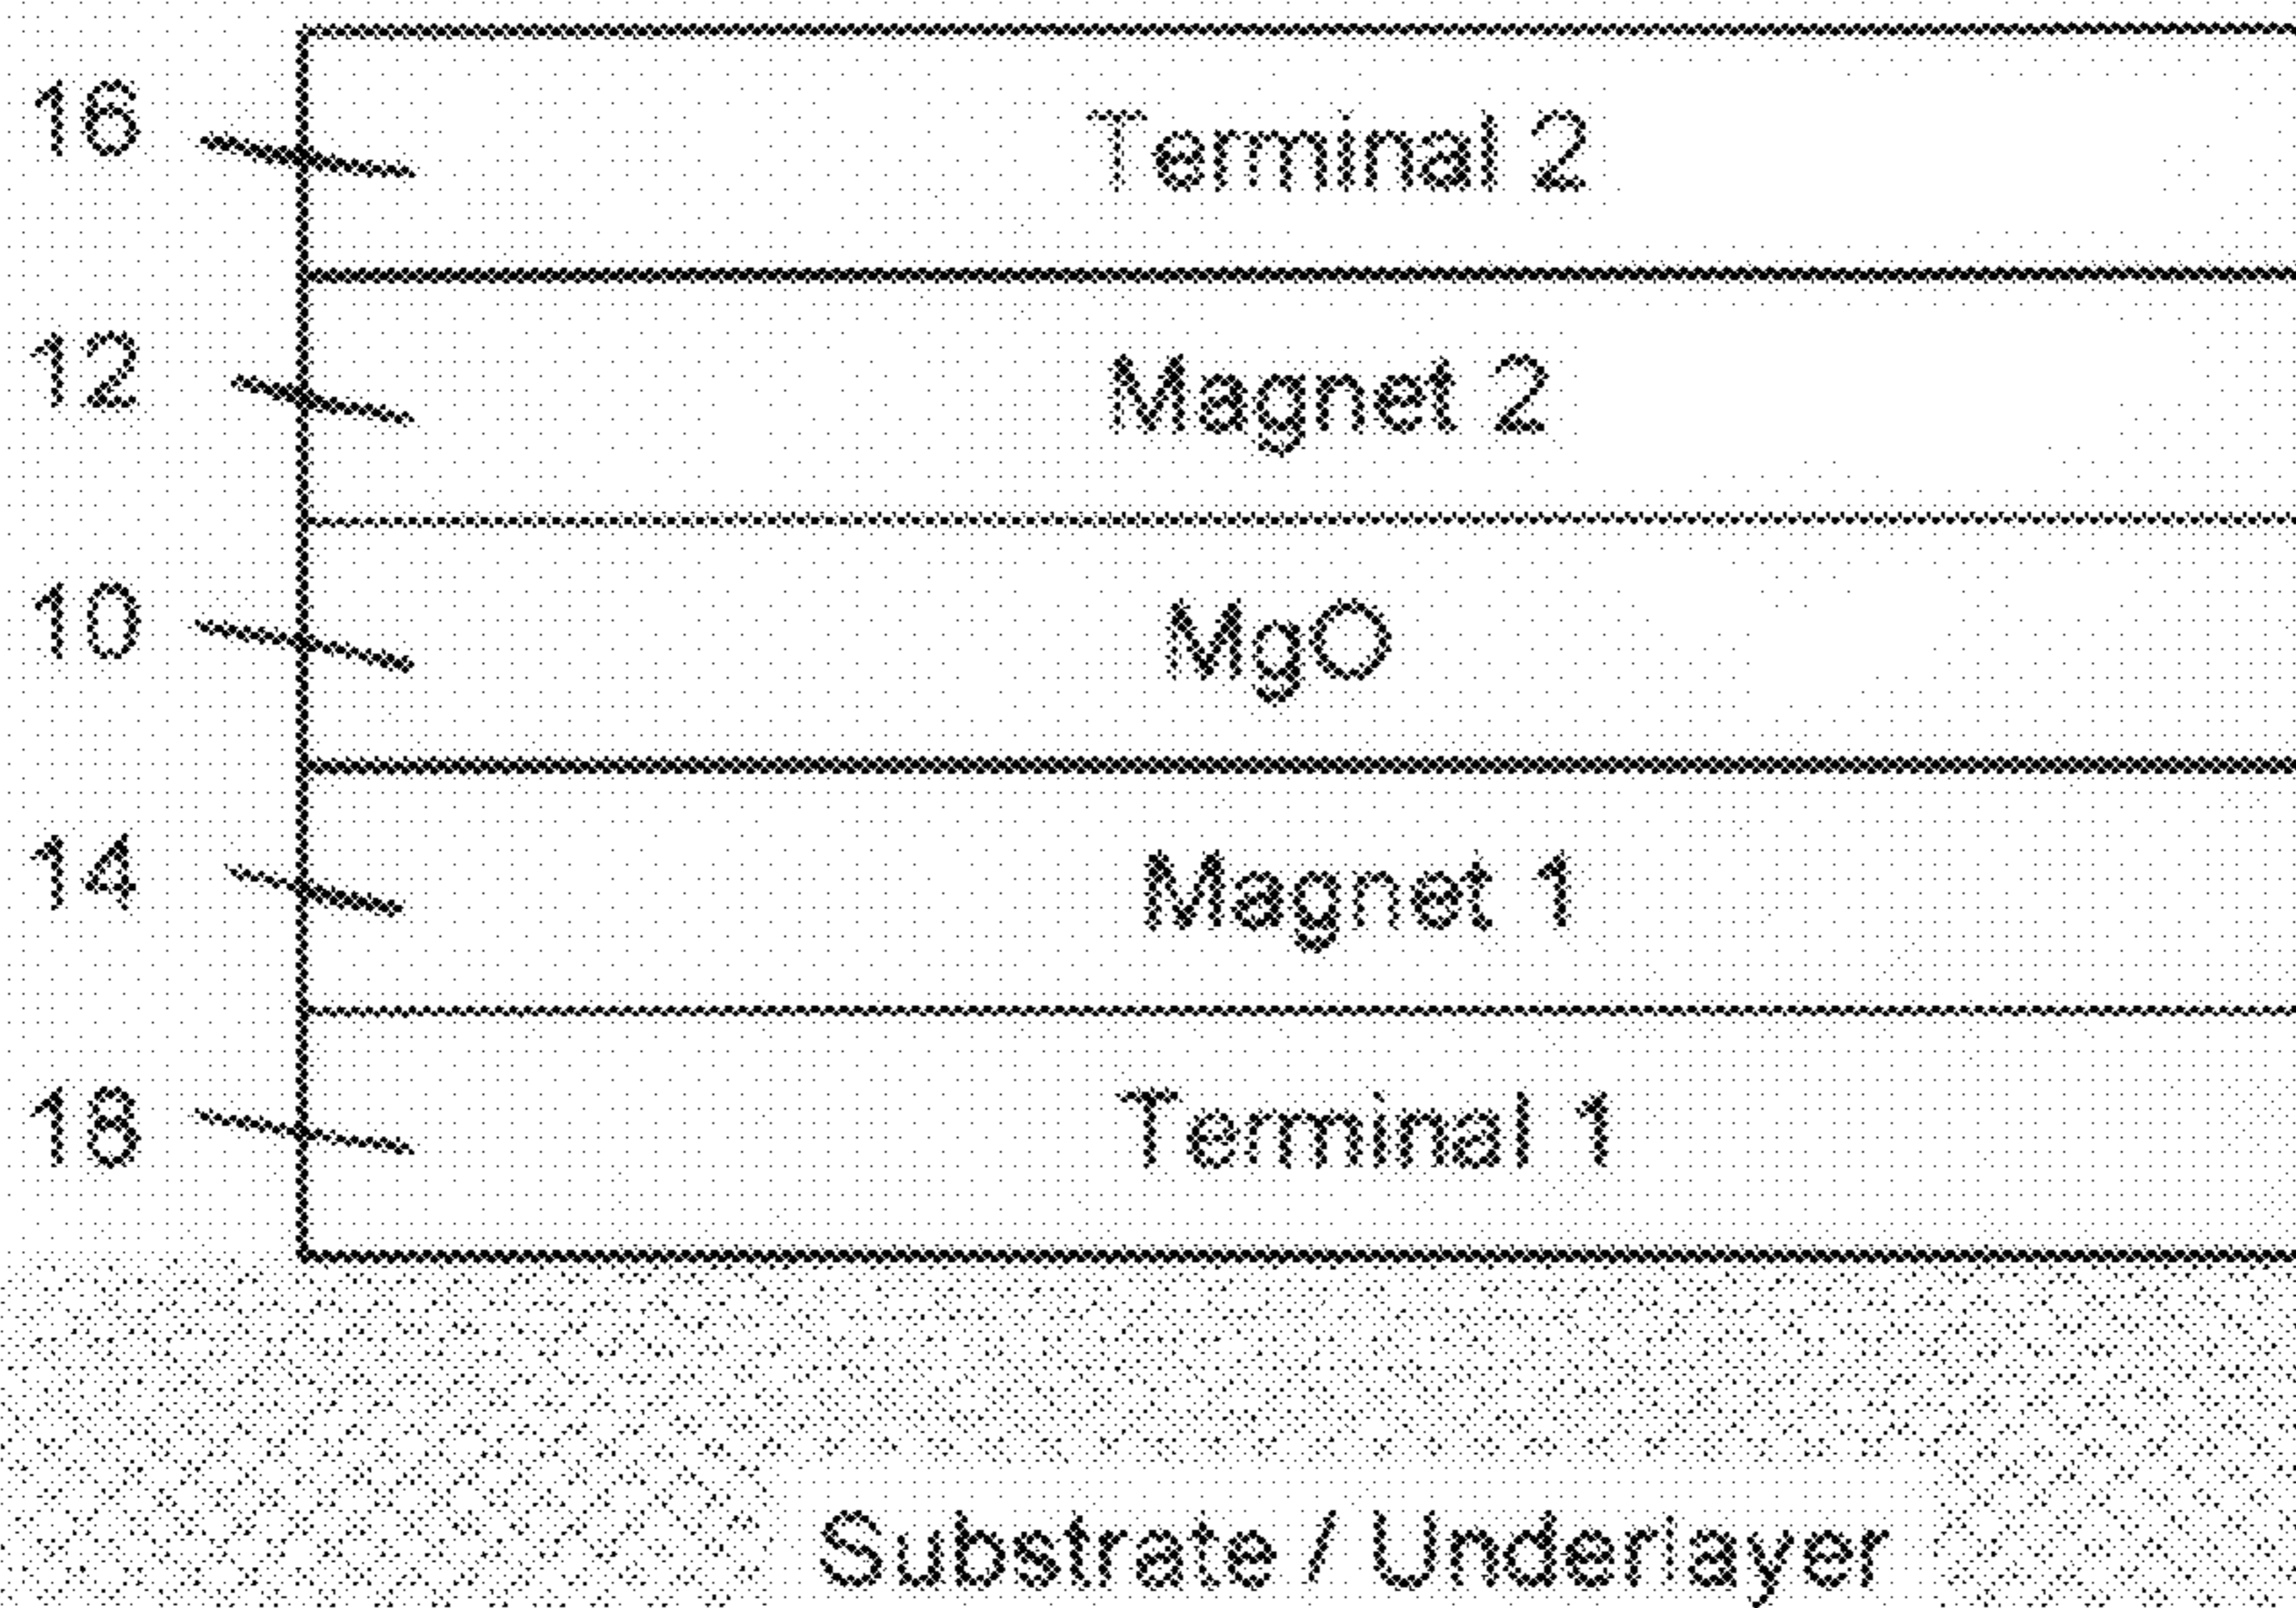 16 Terminal 2
12 Magnet 2
10 MgO
14 Magnet 1
18 Terminal 1
Substrate / Underlayer